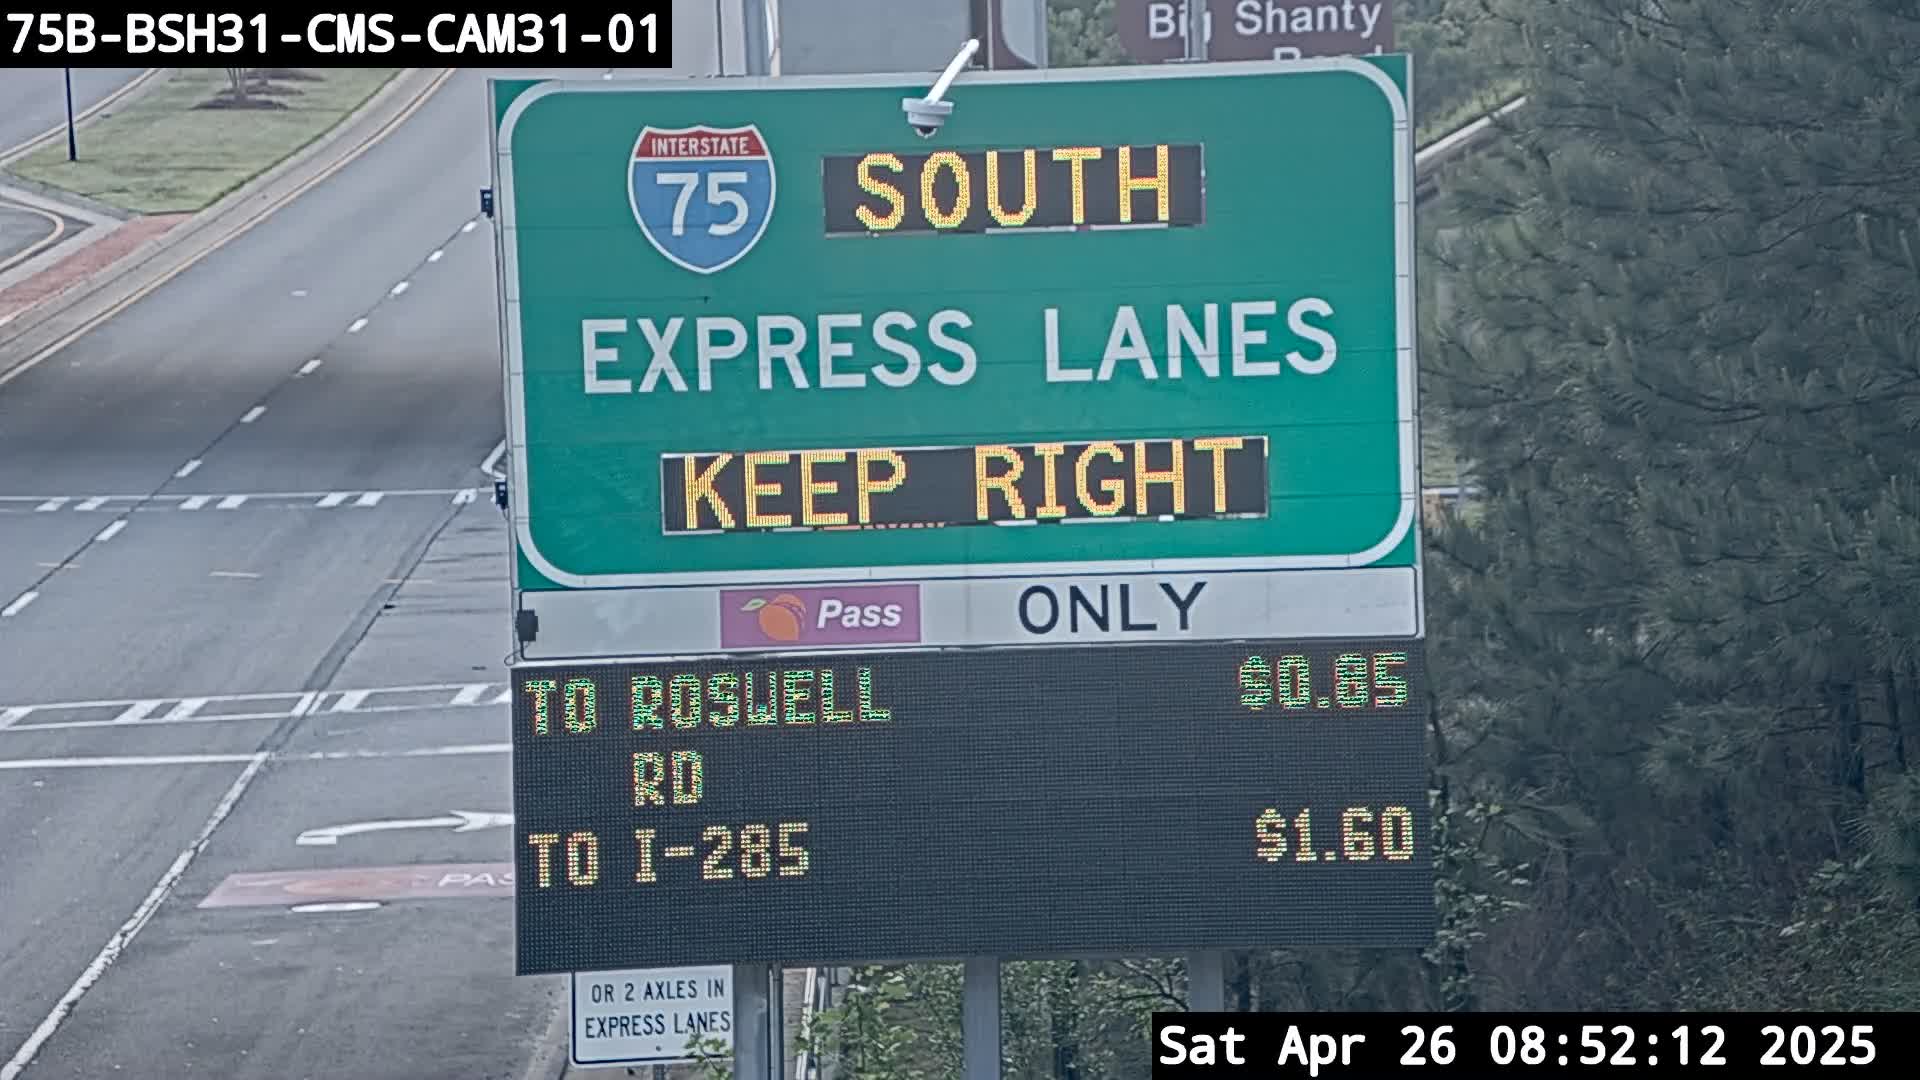 75B-BSH31-CMS-CAM31-01
Big Shanty
Road
INTERSTATE
75
SOUTH
EXPRESS LANES
KEEP RIGHT
Pass
ONLY
TO ROSWELL $0.85
RD
TO I-285 $1.60
PAS
OR 2 AXLES IN
EXPRESS LANES
Sat Apr 26 08:52:12 2025